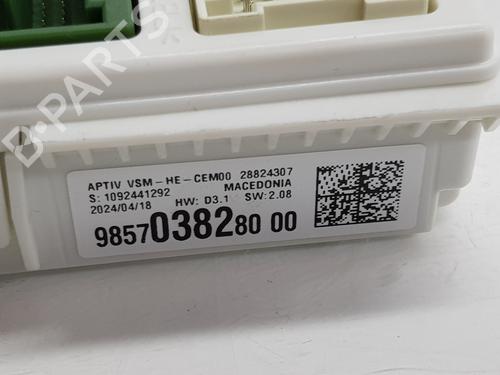 APTIV VSM-HE-CEM00 28824307
S: 1092441292 MACEDONIA
2024/04/18 HW: D3.1 SW:2.08
9857038280 00
B-Parts